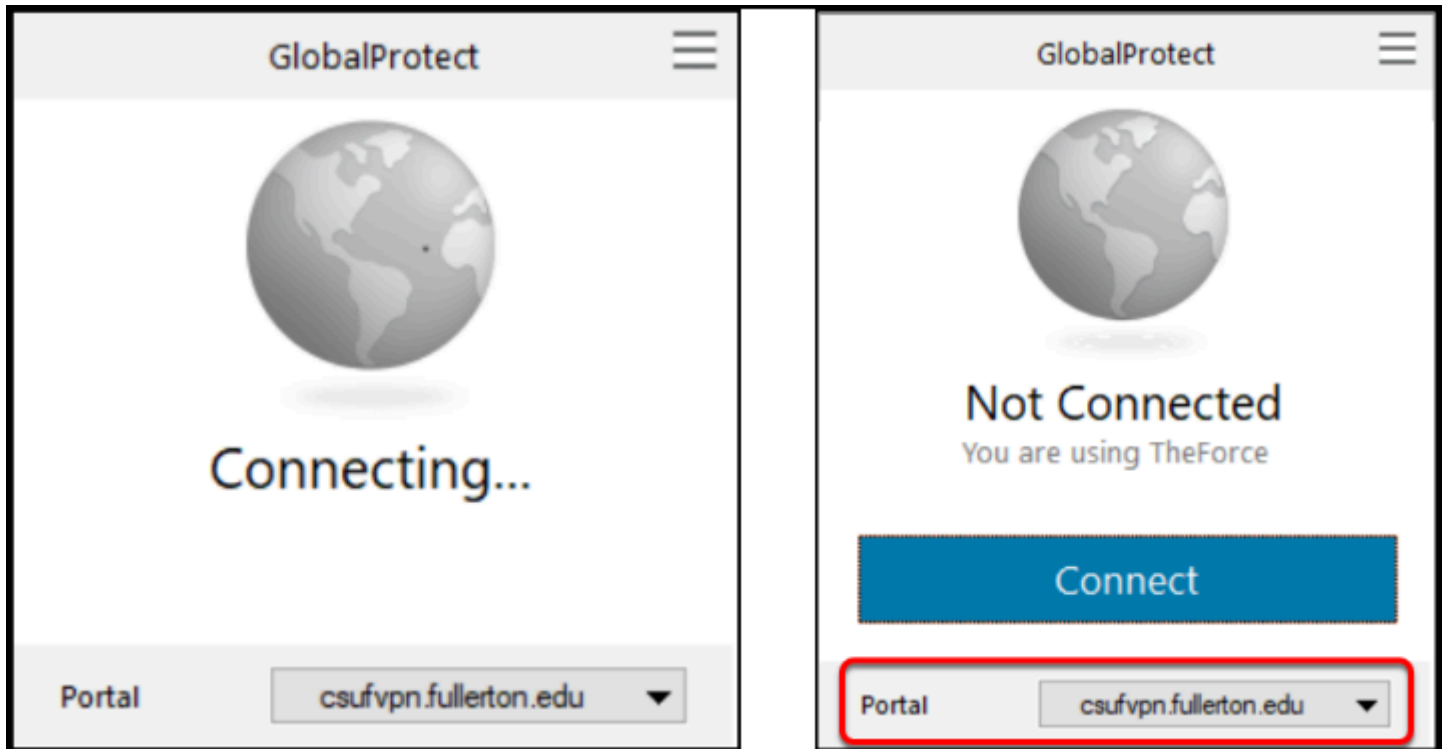 GlobalProtect
Connecting...
Portal csufvpn.fullerton.edu
GlobalProtect
Not Connected
You are using TheForce
Connect
Portal csufvpn.fullerton.edu